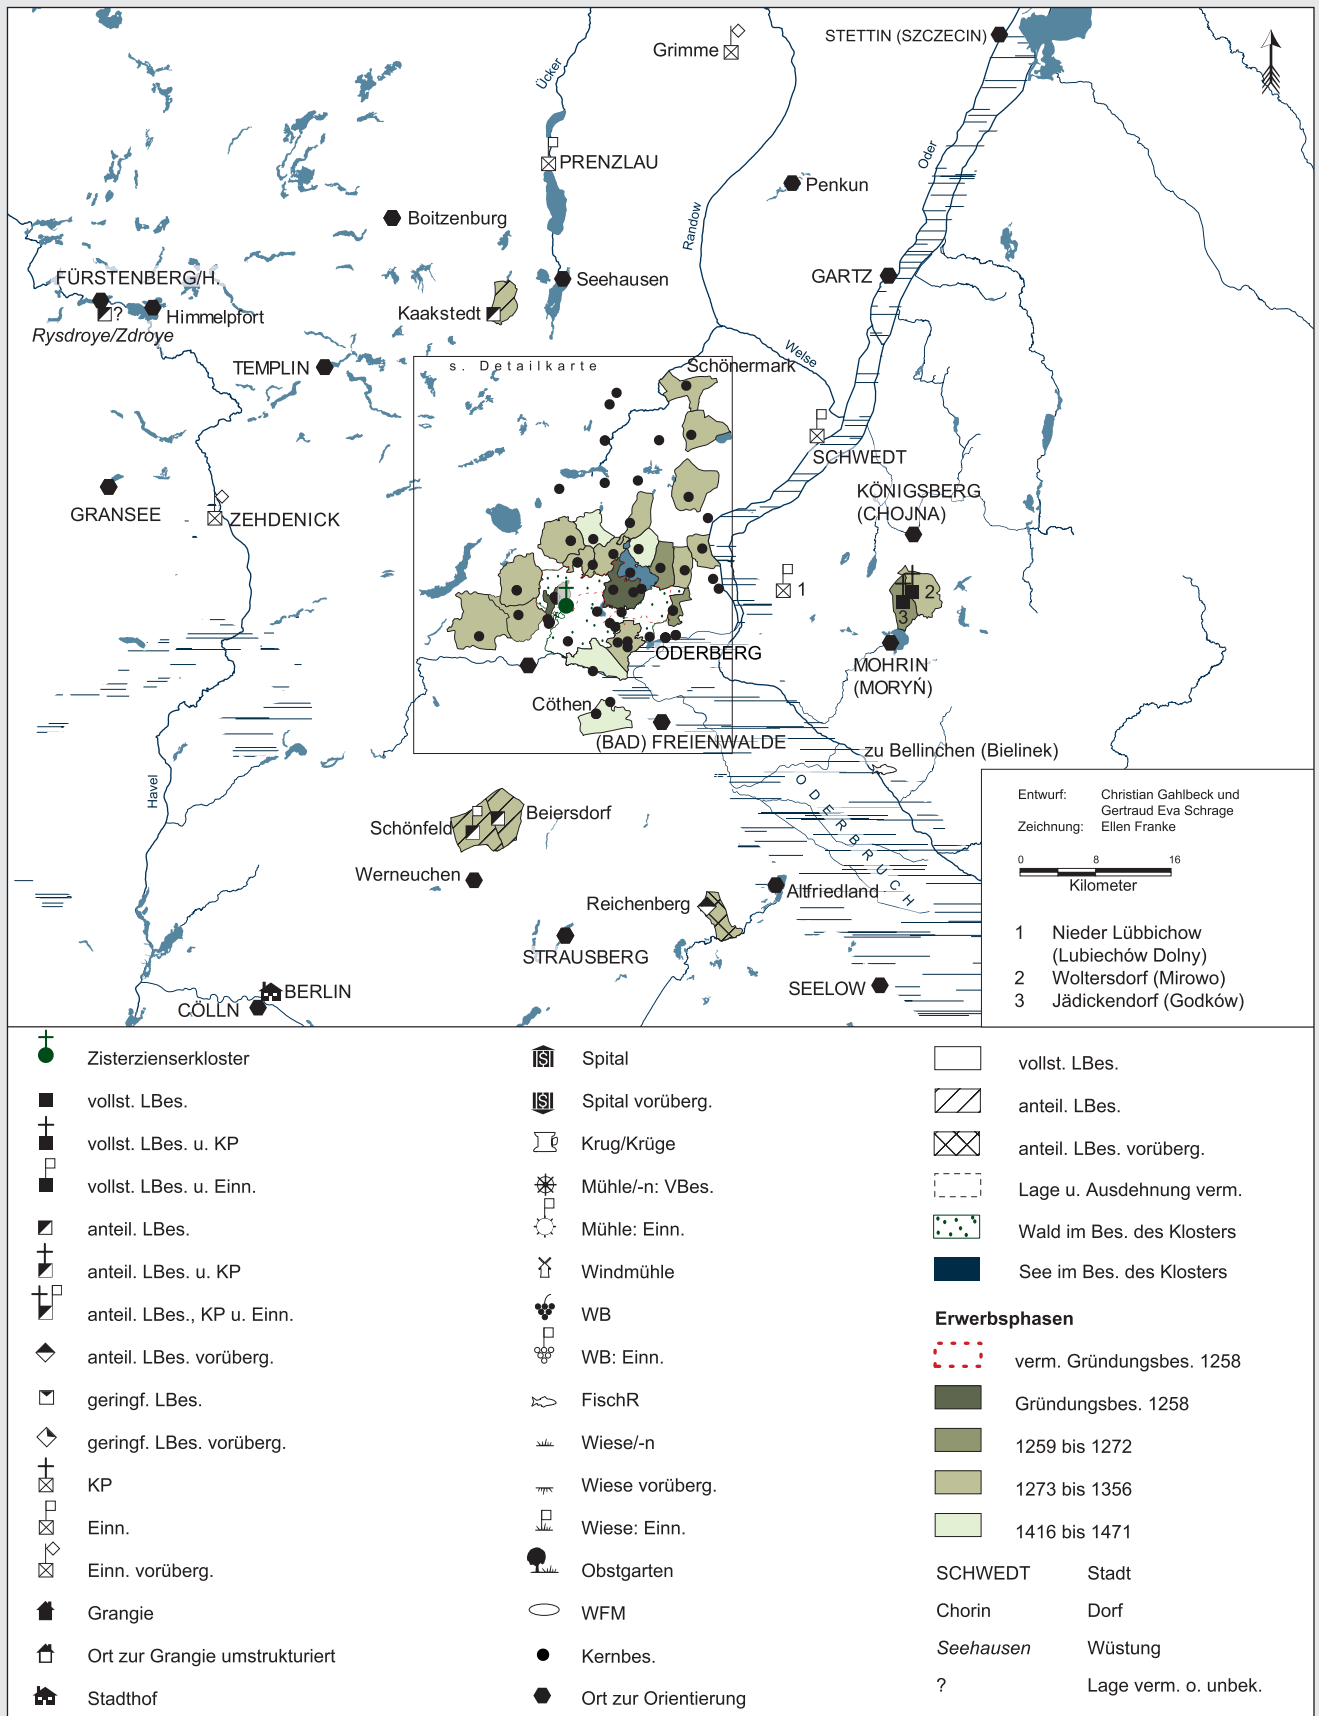 STETTIN (SZCZECIN)
Grimme
Ücker
PRENZLAU
Oder
Penkun
Boitzenburg
Randow
FÜRSTENBERG/H.
Seehausen
GARTZ
?
Himmelpfort
Kaakstedt
Rysdroye/Zdroye
Welse
TEMPLIN
s. Detailkarte
Schönermark
SCHWEDT
KÖNIGSBERG
(CHOJNA)
GRANSEE
ZEHDENICK
1
2
3
ODERBERG
MOHRIN
(MORYŃ)
Cöthen
(BAD) FREIENWALDE
zu Bellinchen (Bielinek)
Havel
ODERBRUCH
Beiersdorf
Schönfeld
Werneuchen
Altfriedland
Reichenberg
STRAUSBERG
SEELOW
BERLIN
CÖLLN
Entwurf: Christian Gahlbeck und
Gertraud Eva Schrage
Zeichnung: Ellen Franke
0 8 16
Kilometer
1 Nieder Lübbichow
(Lubiechów Dolny)
2 Woltersdorf (Mirowo)
3 Jädickendorf (Godków)
Zisterzienserkloster
vollst. LBes.
vollst. LBes. u. KP
vollst. LBes. u. Einn.
anteil. LBes.
anteil. LBes. u. KP
anteil. LBes., KP u. Einn.
anteil. LBes. vorüberg.
geringf. LBes.
geringf. LBes. vorüberg.
KP
Einn.
Einn. vorüberg.
Grangie
Ort zur Grangie umstrukturiert
Stadthof
S Spital
S Spital vorüberg.
Krug/Krüge
Mühle/-n: VBes.
Mühle: Einn.
Windmühle
WB
WB: Einn.
FischR
Wiese/-n
Wiese vorüberg.
Wiese: Einn.
Obstgarten
WFM
Kernbes.
Ort zur Orientierung
vollst. LBes.
anteil. LBes.
anteil. LBes. vorüberg.
Lage u. Ausdehnung verm.
Wald im Bes. des Klosters
See im Bes. des Klosters
Erwerbsphasen
verm. Gründungsbes. 1258
Gründungsbes. 1258
1259 bis 1272
1273 bis 1356
1416 bis 1471
SCHWEDT Stadt
Chorin Dorf
Seehausen Wüstung
? Lage verm. o. unbek.